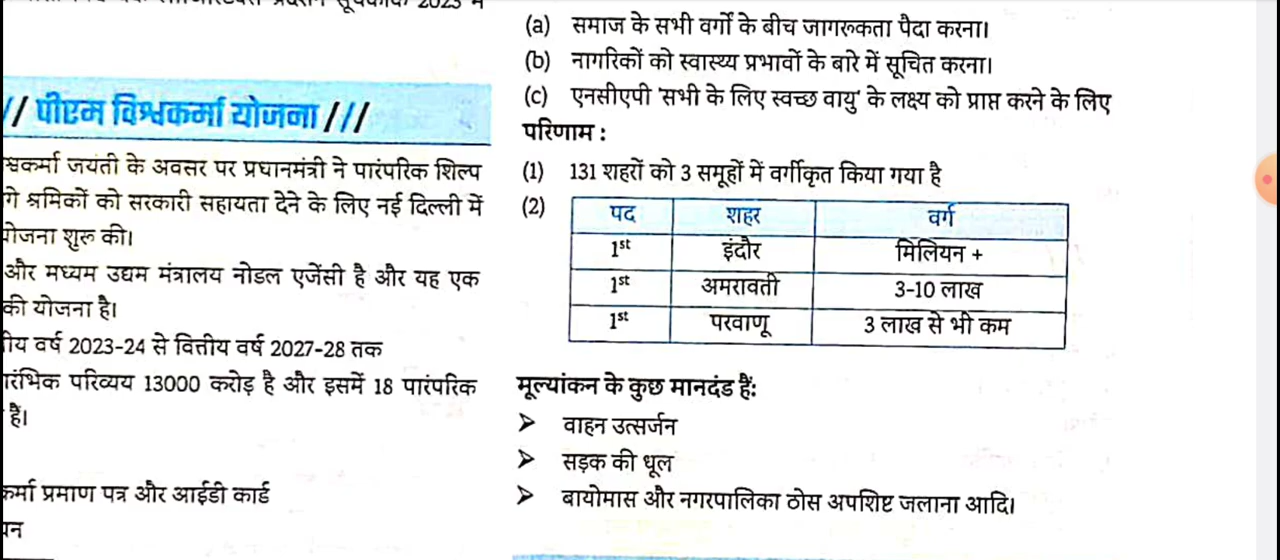 2023 में
// पीएम विश्वकर्मा योजना ///
जयंती के अवसर पर प्रधानमंत्री ने पारंपरिक शिल्प
श्रमिकों को सरकारी सहायता देने के लिए नई दिल्ली में
शुरू की।
और मध्यम उद्यम मंत्रालय नोडल एजेंसी है और यह एक
की योजना है।
वर्ष 2023-24 से वित्तीय वर्ष 2027-28 तक
परिव्यय 13000 करोड़ है और इसमें 18 पारंपरिक
हैं।
प्रमाण पत्र और आईडी कार्ड
(a) समाज के सभी वर्गों के बीच जागरूकता पैदा करना।
(b) नागरिकों को स्वास्थ्य प्रभावों के बारे में सूचित करना।
(c) एनसीएपी 'सभी के लिए स्वच्छ वायु' के लक्ष्य को प्राप्त करने के लिए
परिणाम :
(1) 131 शहरों को 3 समूहों में वर्गीकृत किया गया है
(2) पद शहर वर्ग
1st इंदौर मिलियन +
1st अमरावती 3-10 लाख
1st परवाणू 3 लाख से भी कम
मूल्यांकन के कुछ मानदंड हैं:
➢ वाहन उत्सर्जन
➢ सड़क की धूल
➢ बायोमास और नगरपालिका ठोस अपशिष्ट जलाना आदि।